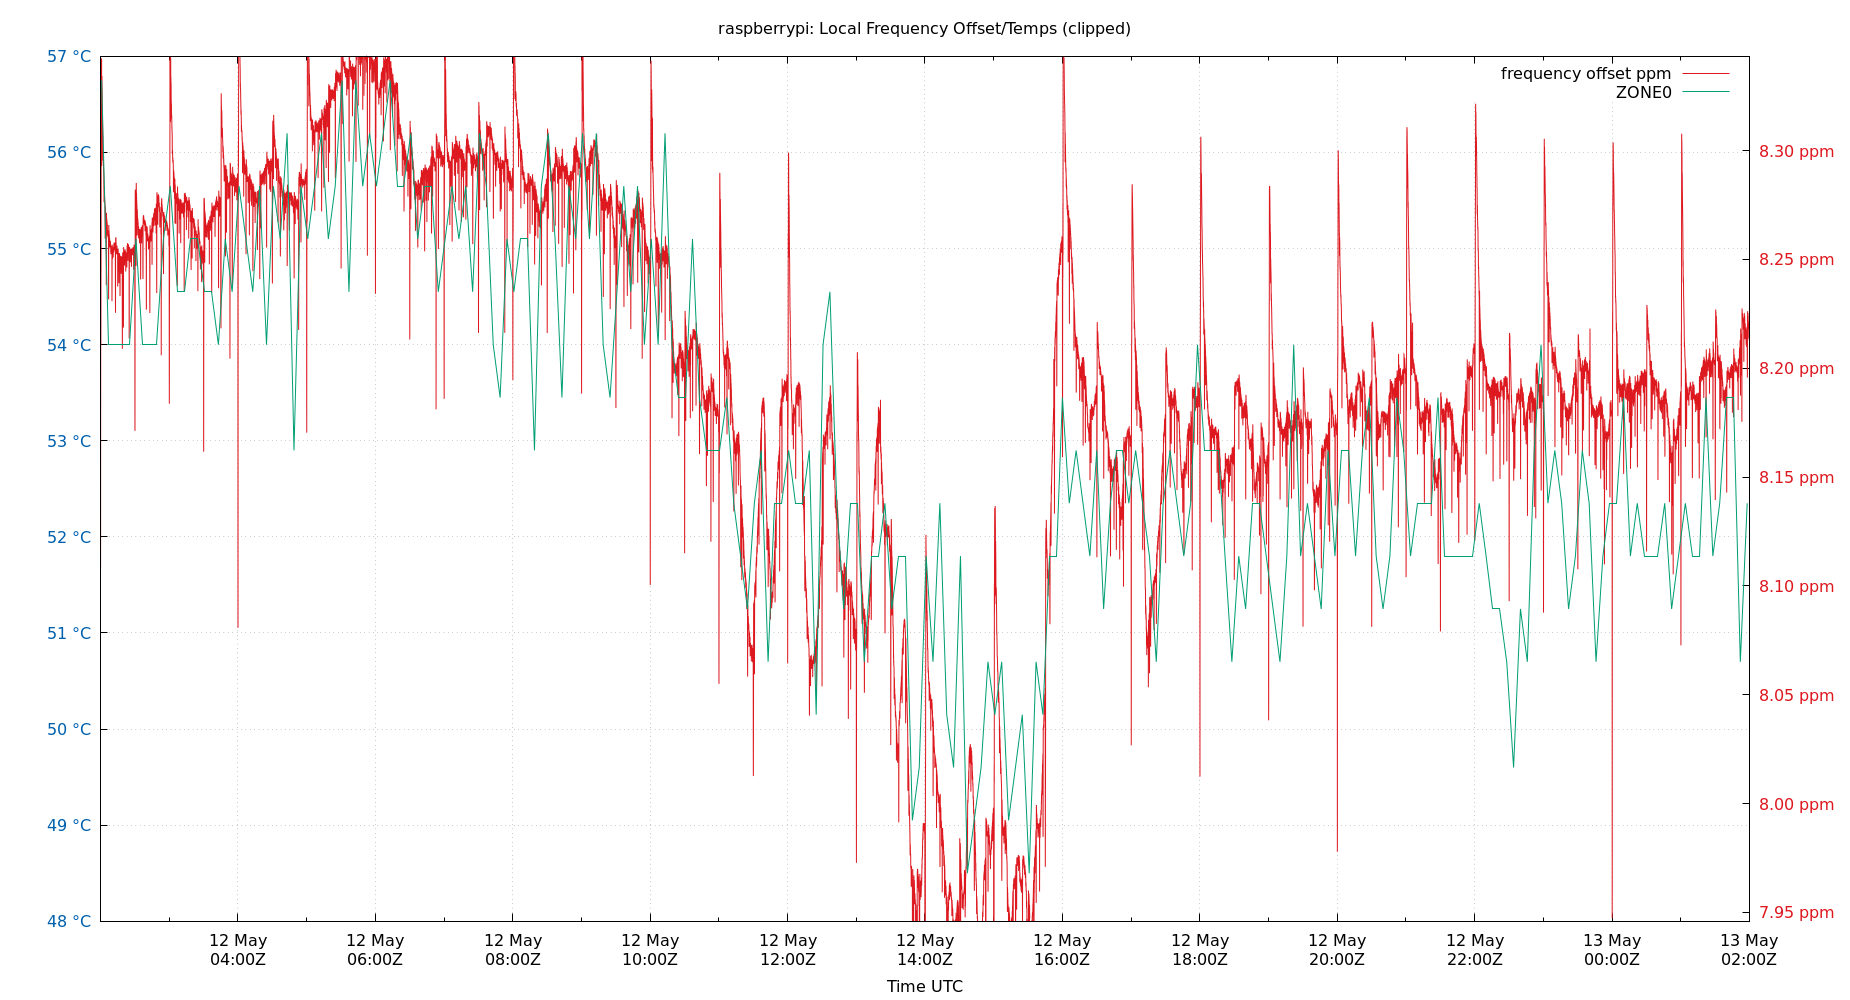 raspberrypi: Local Frequency Offset/Temps (clipped)
57 °C
56 °C
55 °C
54 °C
53 °C
52 °C
51 °C
50 °C
49 °C
48 °C
frequency offset ppm
ZONE0
8.30 ppm
8.25 ppm
8.20 ppm
8.15 ppm
8.10 ppm
8.05 ppm
8.00 ppm
7.95 ppm
12 May
04:00Z
12 May
06:00Z
12 May
08:00Z
12 May
10:00Z
12 May
12:00Z
12 May
14:00Z
12 May
16:00Z
12 May
18:00Z
12 May
20:00Z
12 May
22:00Z
13 May
00:00Z
13 May
02:00Z
Time UTC